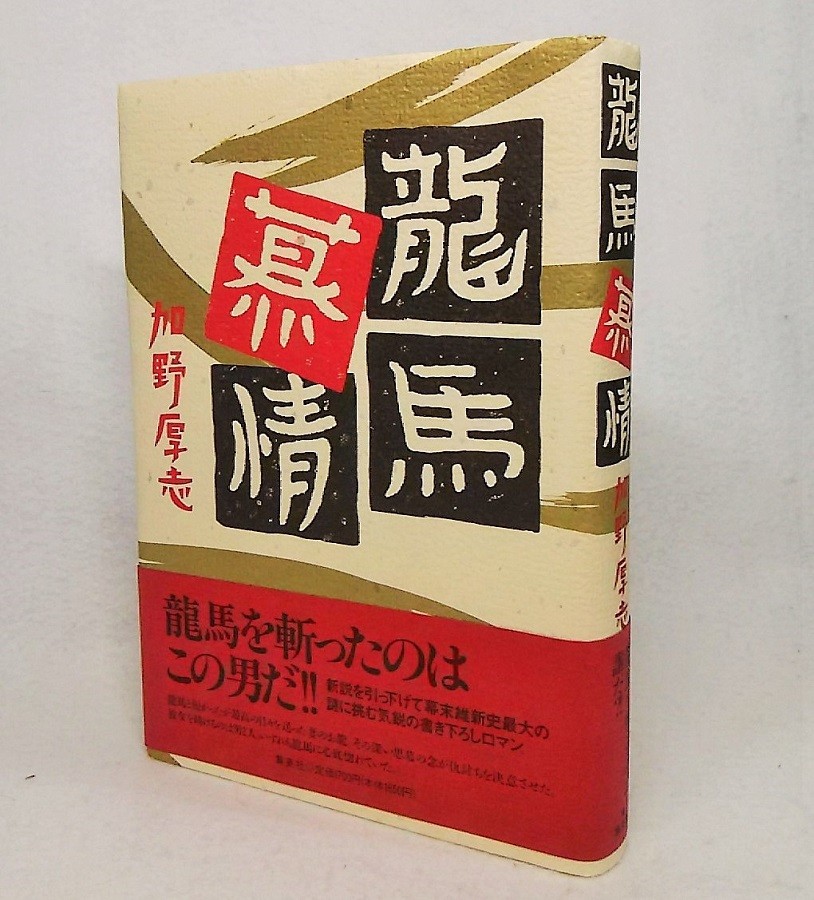 龍馬
慕情
加野厚志
龍馬を斬ったのは
この男だ!!
新説を引っ下げて幕末維新史最大の
謎に挑む気鋭の書き下ろしロマン
集英社
龍馬慕情
加野厚志